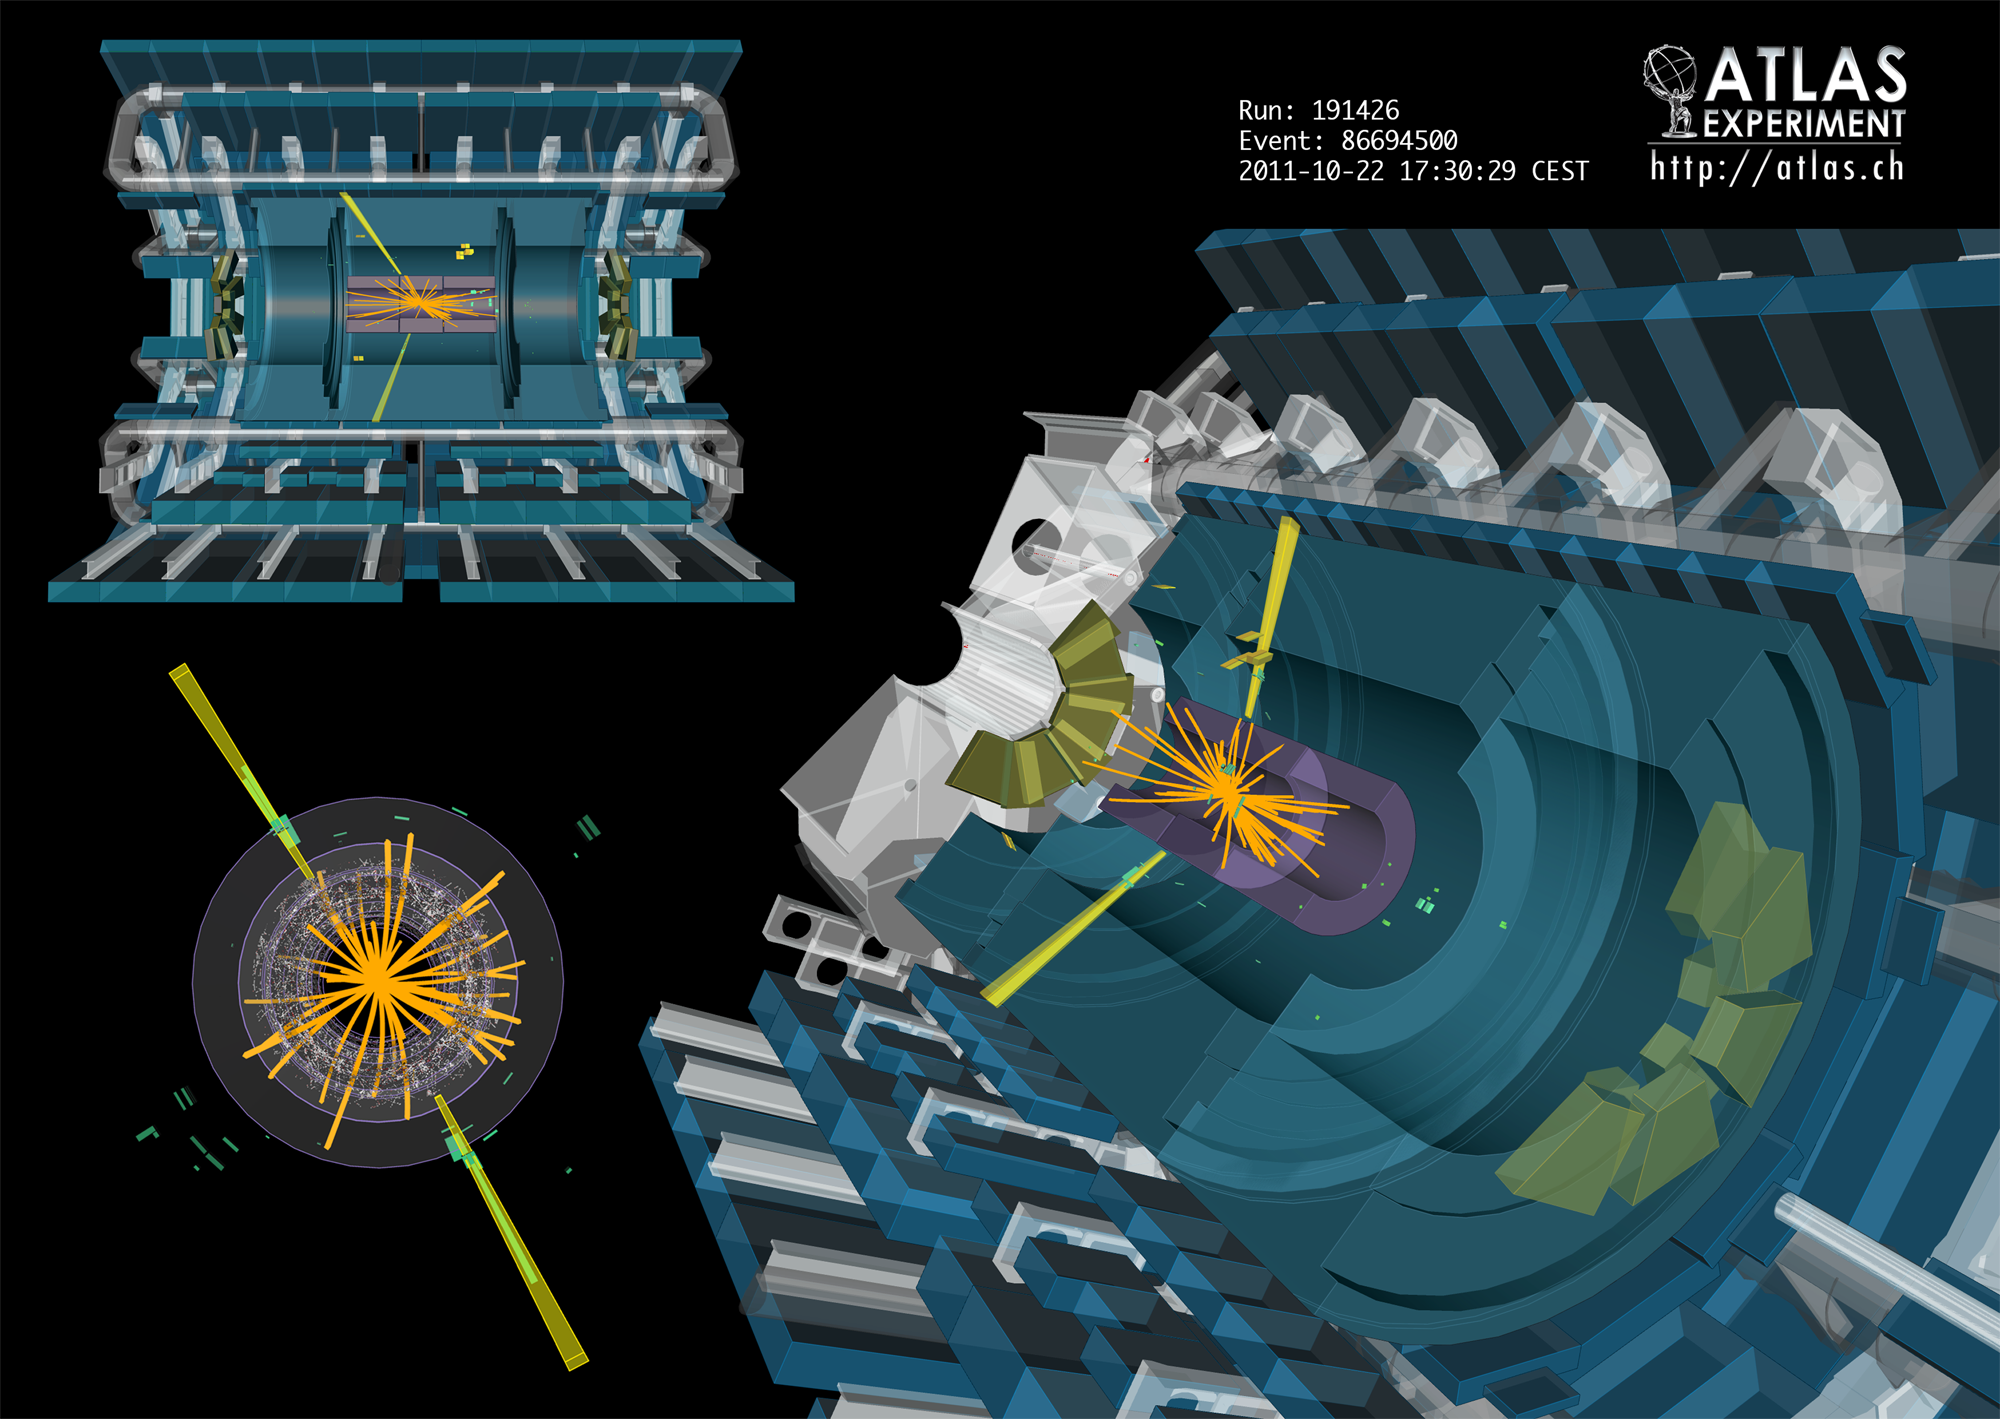 Run: 191426
Event: 86694500
2011-10-22 17:30:29 CEST
ATLAS
EXPERIMENT
http://atlas.ch